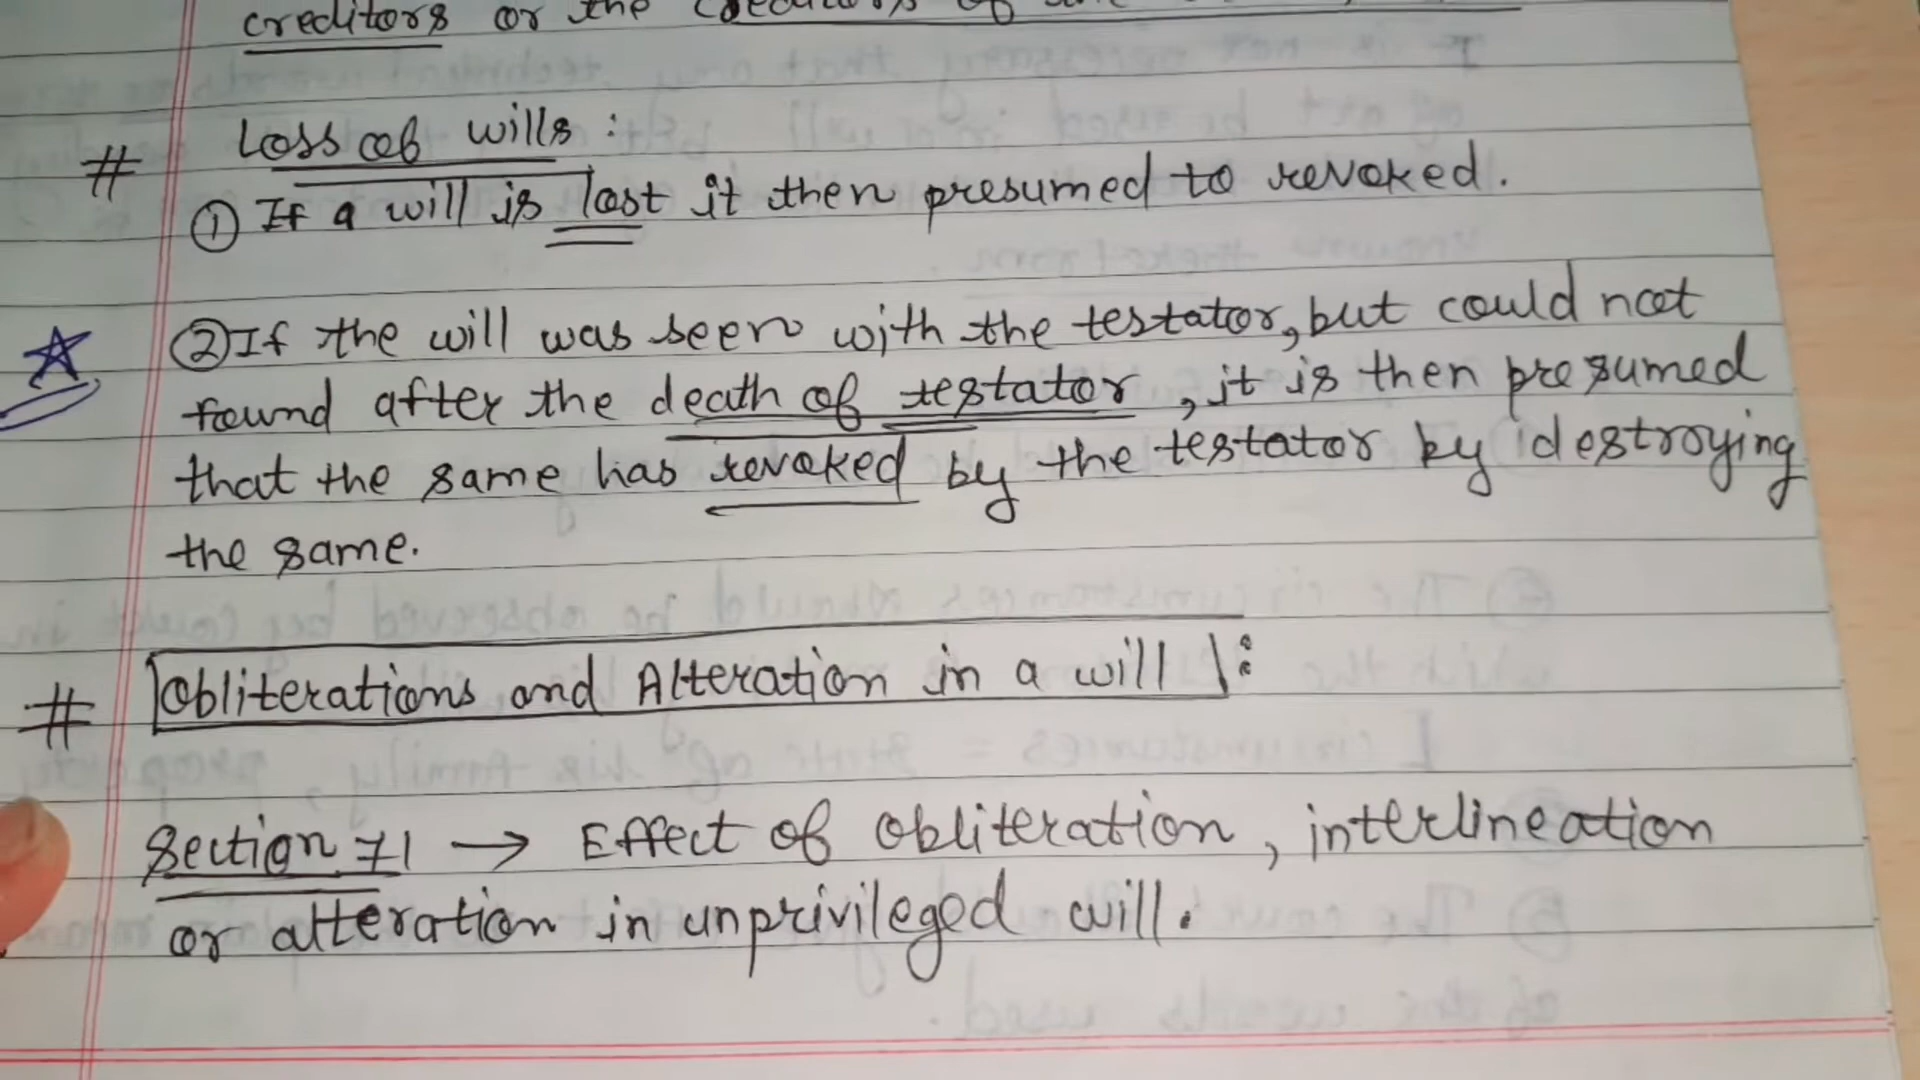 creditors or the creditors of
# Loss of wills:
① If a will is lost it then presumed to revoked.
②If the will was seen with the testator, but could not
found after the death of testator, it is then presumed
that the same has revoked by the testator by destroying
the same.
# Obliterations and Alteration in a will:
Section 71 → Effect of obliteration, interlineation
or alteration in unprivileged will.